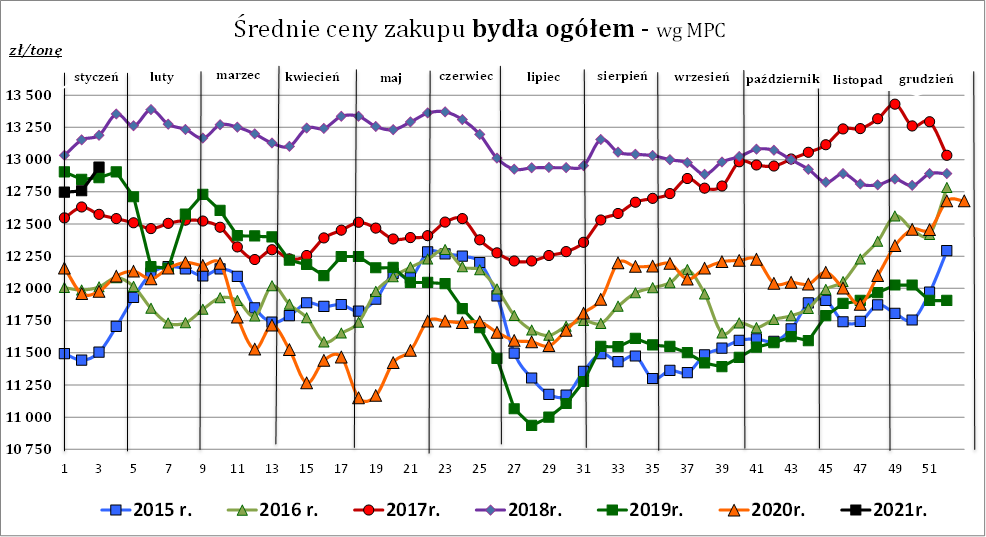 Średnie ceny zakupu bydła ogółem - wg MPC
zł/tonę
styczeń luty marzec kwiecień maj czerwiec lipiec sierpień wrzesień październik listopad grudzień
13 500
13 250
13 000
12 750
12 500
12 250
12 000
11 750
11 500
11 250
11 000
10 750
1 3 5 7 9 11 13 15 17 19 21 23 25 27 29 31 33 35 37 39 41 43 45 47 49 51
2015 r. 2016 r. 2017r. 2018r. 2019r. 2020r. 2021r.